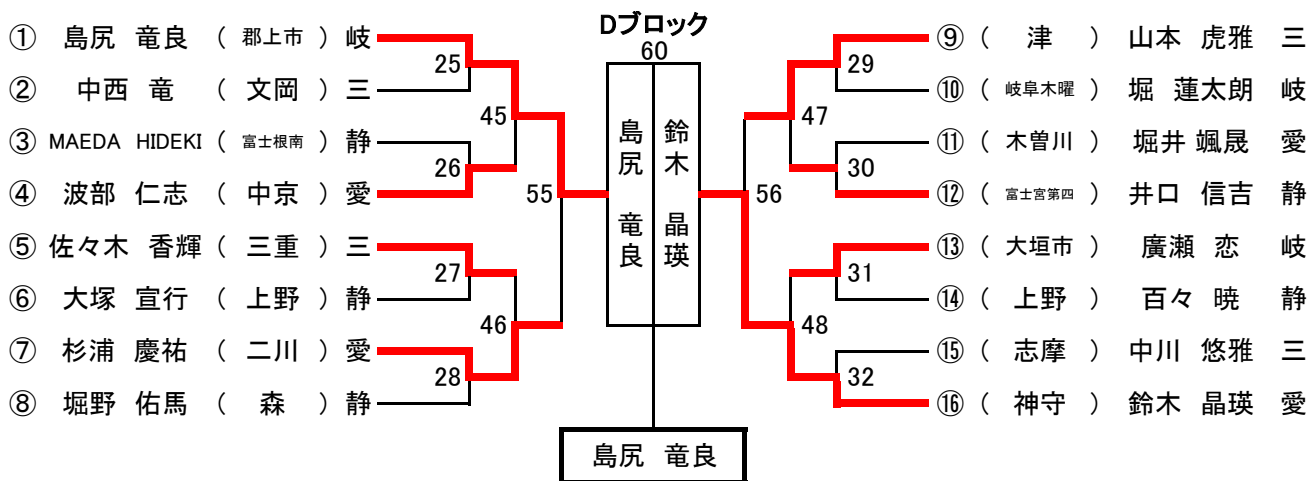 Dブロック
60
① 島尻 竜良 ( 郡上市 ) 岐
25
② 中西 竜 ( 文岡 ) 三
45
③ MAEDA HIDEKI ( 富士根南 ) 静
26
④ 波部 仁志 ( 中京 ) 愛
55
⑤ 佐々木 香輝 ( 三重 ) 三
27
⑥ 大塚 宣行 ( 上野 ) 静
46
⑦ 杉浦 慶祐 ( 二川 ) 愛
28
⑧ 堀野 佑馬 ( 森 ) 静
島尻 竜良
鈴木 晶瑛
⑨ ( 津 ) 山本 虎雅 三
29
⑩ ( 岐阜木曜 ) 堀 蓮太朗 岐
47
⑪ ( 木曽川 ) 堀井 颯晟 愛
30
⑫ ( 富士宮第四 ) 井口 信吉 静
56
⑬ ( 大垣市 ) 廣瀬 恋 岐
31
⑭ ( 上野 ) 百々 暁 静
48
⑮ ( 志摩 ) 中川 悠雅 三
32
⑯ ( 神守 ) 鈴木 晶瑛 愛
島尻 竜良